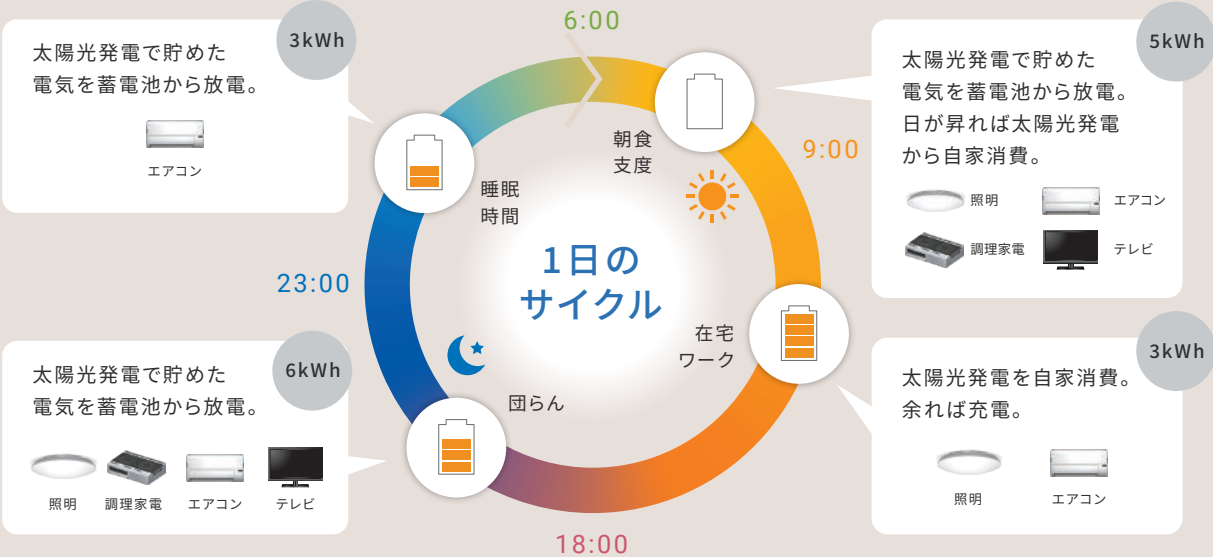 6:00
3kWh
太陽光発電で貯めた
電気を蓄電池から放電。
エアコン
5kWh
太陽光発電で貯めた
電気を蓄電池から放電。
日が昇れば太陽光発電
から自家消費。
照明
エアコン
調理家電
テレビ
朝食
支度
9:00
睡眠
時間
1日の
サイクル
23:00
在宅
ワーク
団らん
6kWh
太陽光発電で貯めた
電気を蓄電池から放電。
照明
調理家電
エアコン
テレビ
3kWh
太陽光発電を自家消費。
余れば充電。
照明
エアコン
18:00